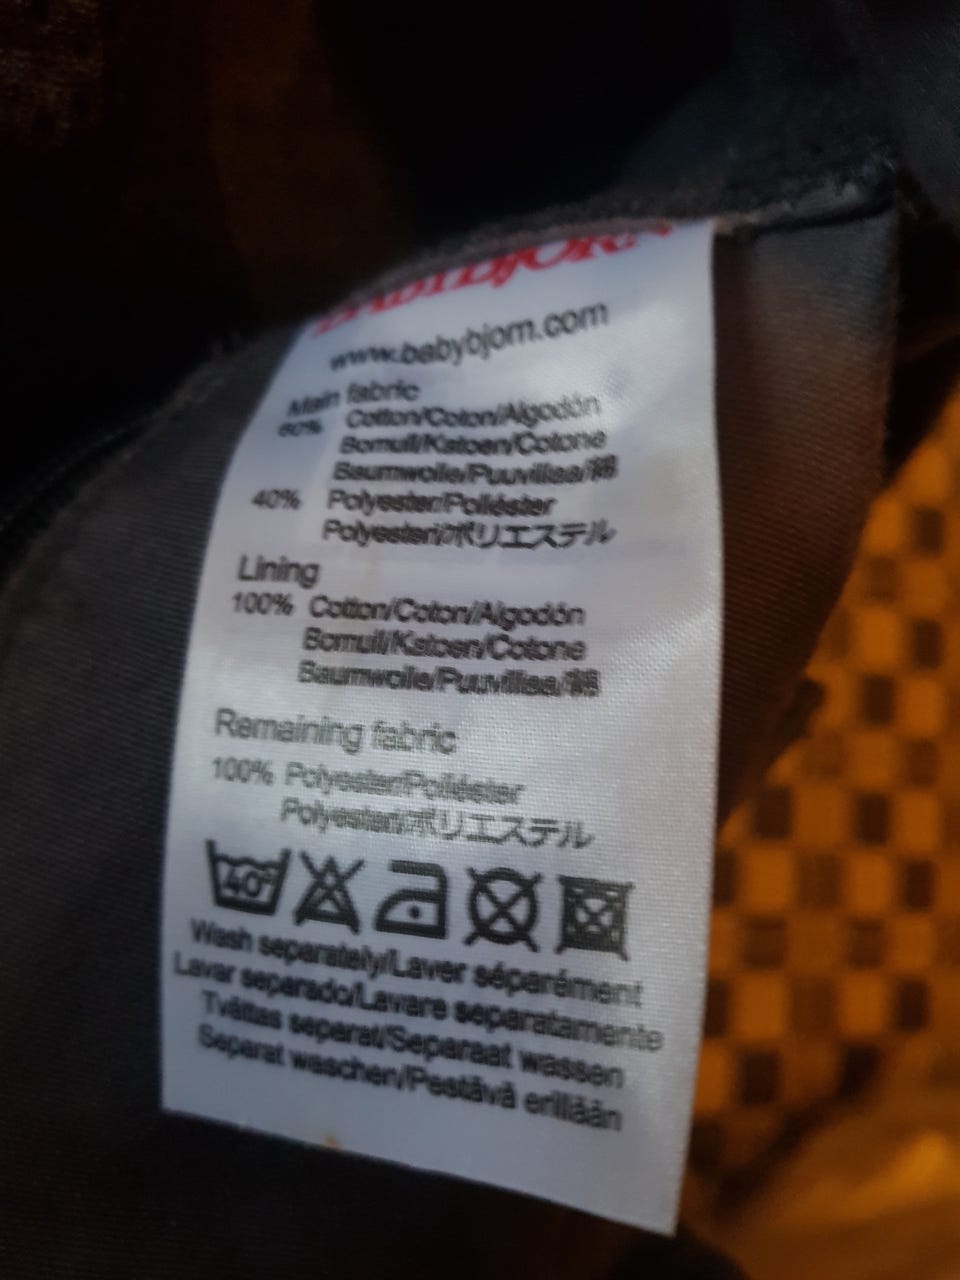 BABYBJÖRN
www.babybjorn.com
Main fabric
60% Cotton/Coton/Algodón
Bomull/Katoen/Cotone
Baumwolle/Puuvillaa/綿
40% Polyester/Poliéster
Polyesteri/ポリエステル
Lining
100% Cotton/Coton/Algodón
Bomull/Katoen/Cotone
Baumwolle/Puuvillaa/綿
Remaining fabric
100% Polyester/Poliéster
Polyesteri/ポリエステル
40°
Wash separately/Laver séparément
Lavar separado/Lavare separatamente
Tvättas separat/Separaat wassen
Separat waschen/Pestävä erillään